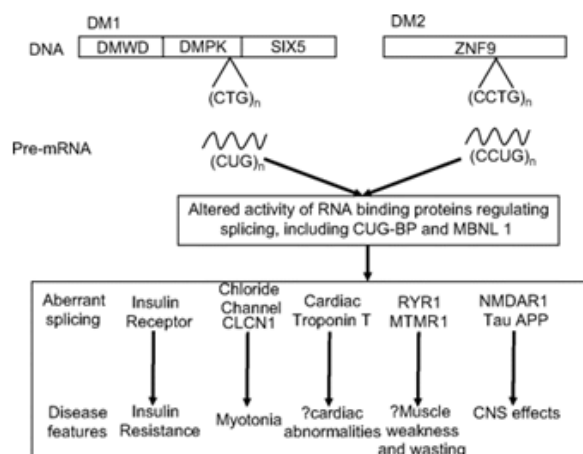 DM1
DM2
DNA
DMWD DMPK SIX5
ZNF9
(CTG)n
(CCTG)n
Pre-mRNA
(CUG)n
(CCUG)n
Altered activity of RNA binding proteins regulating
splicing, including CUG-BP and MBNL 1
Aberrant
splicing
Insulin
Receptor
Chloride
Channel
CLCN1
Cardiac
Troponin T
RYR1
MTMR1
NMDAR1
Tau APP
Disease
features
Insulin
Resistance
Myotonia
?cardiac
abnormalities
?Muscle
weakness
and wasting
CNS effects